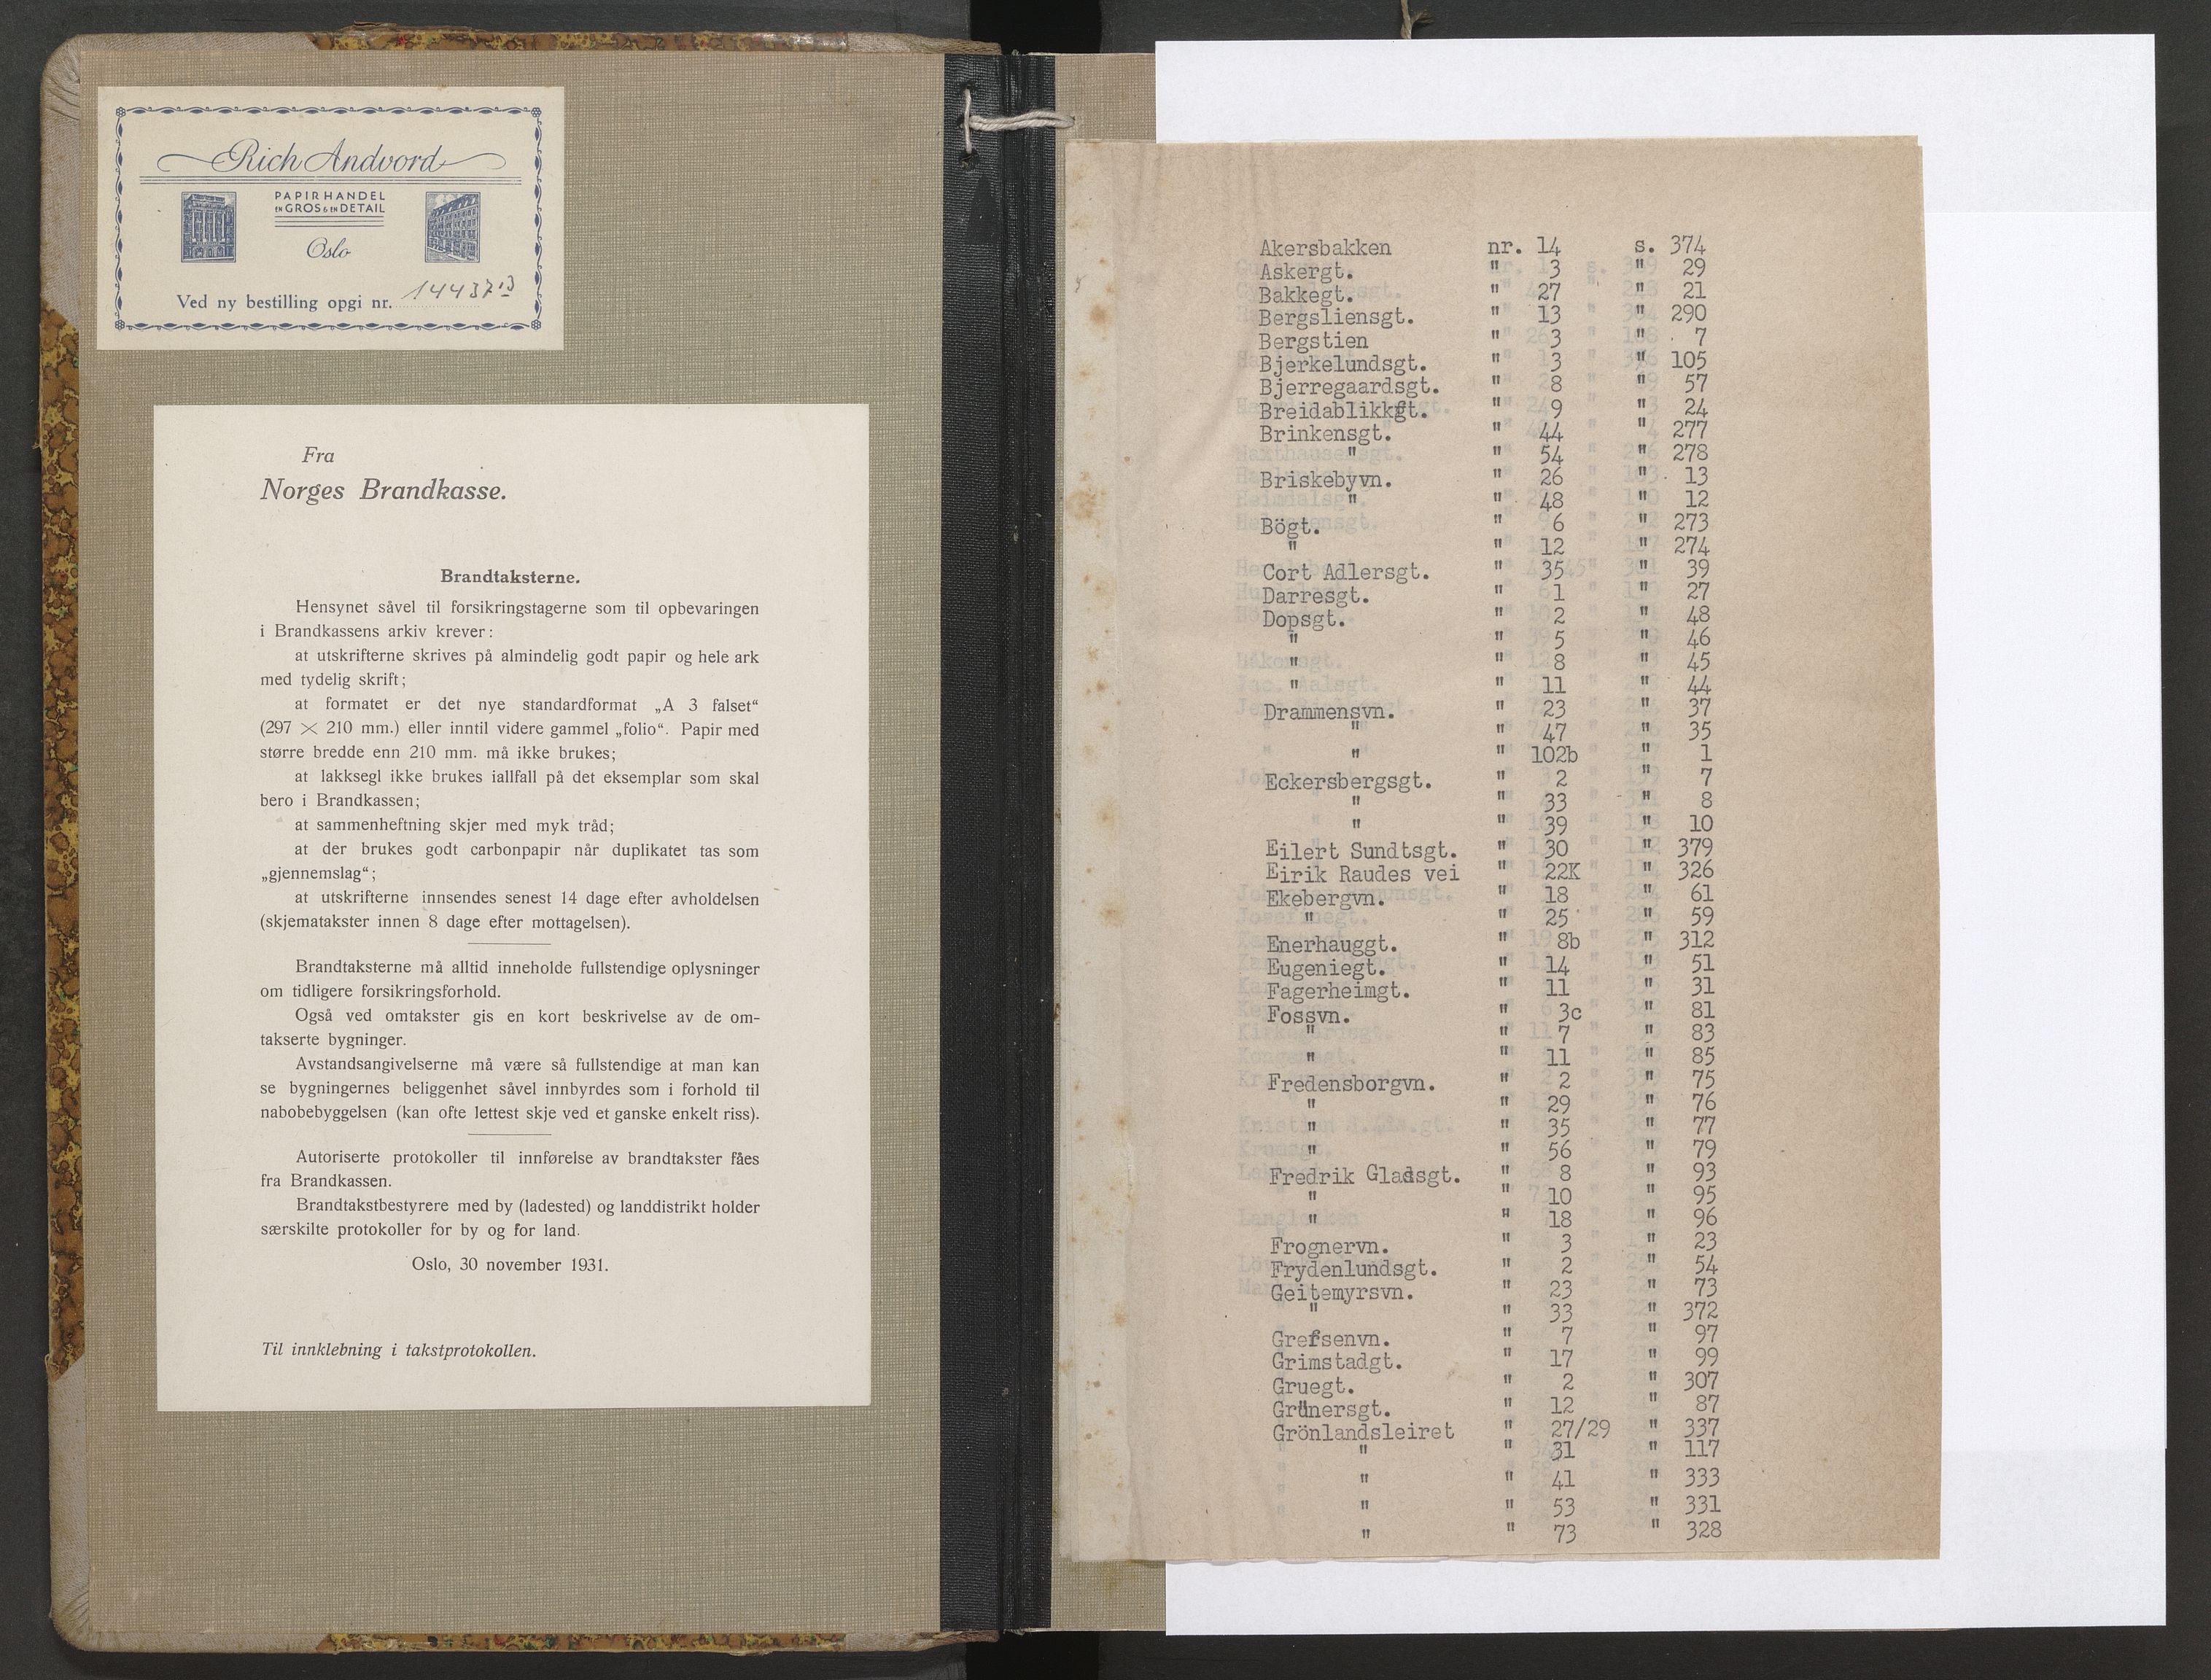 Rich Andvord
PAPIRHANDEL
EN GROS & EN DETAIL
Oslo
Ved ny bestilling opgi nr. 1443713
Fra
Norges Brandkasse.
Brandtaksterne.
Hensynet såvel til forsikringstagerne som til opbevaringen
i Brandkassens arkiv krever:
at utskrifterne skrives på almindelig godt papir og hele ark
med tydelig skrift;
at formatet er det nye standardformat „A 3 falset“
(297 × 210 mm.) eller inntil videre gammel „folio“. Papir med
større bredde enn 210 mm. må ikke brukes;
at lakksegl ikke brukes iallfall på det eksemplar som skal
bero i Brandkassen;
at sammenheftning skjer med myk tråd;
at der brukes godt carbonpapir når duplikatet tas som
„gjennemslag“;
at utskrifterne innsendes senest 14 dage efter avholdelsen
(skjematakster innen 8 dage efter mottagelsen).
Brandtaksterne må alltid inneholde fullstendige oplysninger
om tidligere forsikringsforhold.
Også ved omtakster gis en kort beskrivelse av de om-
takserte bygninger.
Avstandsangivelserne må være så fullstendige at man kan
se bygningernes beliggenhet såvel innbyrdes som i forhold til
nabobebyggelsen (kan ofte lettest skje ved et ganske enkelt riss).
Autoriserte protokoller til innførelse av brandtakster fåes
fra Brandkassen.
Brandtakstbestyrere med by (ladested) og landdistrikt holder
særskilte protokoller for by og for land.
Oslo, 30 november 1931.
Til innklebning i takstprotokollen.
Akersbakken nr. 14 s. 374
Askergt. " 3 " 29
Bakkegt. " 27 " 21
Bergsliensgt. " 13 " 290
Bergstien " 3 " 7
Bjerkelundsgt. " 3 " 105
Bjerregaardsgt. " 8 " 57
Breidablikkgt. " 9 " 24
Brinkensgt. " 44 " 277
" " 54 " 278
Briskebyvn. " 26 " 13
" " 48 " 12
Bögt. " 6 " 273
" " 12 " 274
Cort Adlersgt. " 35 " 39
Darresgt. " 1 " 27
Dopsgt. " 2 " 48
" " 5 " 46
" " 8 " 45
" " 11 " 44
Drammensvn. " 23 " 37
" " 47 " 35
" " 102b " 1
Eckersbergsgt. " 2 " 7
" " 33 " 8
" " 39 " 10
Eilert Sundtsgt. " 30 " 379
Eirik Raudes vei " 22K " 326
Ekebergvn. " 18 " 61
" " 25 " 59
Enerhauggt. " 8b " 312
Eugeniegt. " 14 " 51
Fagerheimgt. " 11 " 31
Fossvn. " 3c " 81
" " 7 " 83
" " 11 " 85
Fredensborgvn. " 2 " 75
" " 29 " 76
" " 35 " 77
" " 56 " 79
Fredrik Gladsgt. " 8 " 93
" " 10 " 95
" " 18 " 96
Frognervn. " 3 " 23
Frydenlundsgt. " 2 " 54
Geitemyrsvn. " 23 " 73
" " 33 " 372
Grefsenvn. " 7 " 97
Grimstadgt. " 17 " 99
Gruegt. " 2 " 307
Grünersgt. " 12 " 87
Grönlandsleiret " 27/29 " 337
" " 31 " 117
" " 41 " 333
" " 53 " 331
" " 73 " 328